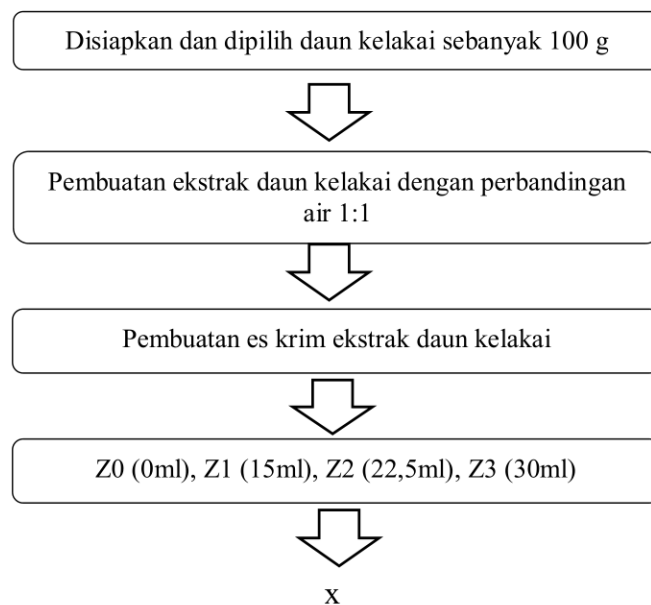 Disiapkan dan dipilih daun kelakai sebanyak 100 g
Pembuatan ekstrak daun kelakai dengan perbandingan
air 1:1
Pembuatan es krim ekstrak daun kelakai
Z0 (0ml), Z1 (15ml), Z2 (22,5ml), Z3 (30ml)
x